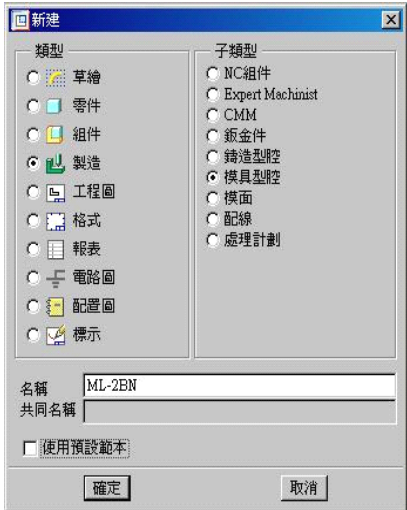 新建
類型
草繪
零件
組件
製造
工程圖
格式
報表
電路圖
配置圖
標示
子類型
NC組件
Expert Machinist
CMM
鈑金件
鑄造型腔
模具型腔
模面
配線
處理計劃
名稱 ML-2BN
共同名稱
使用預設範本
確定 取消